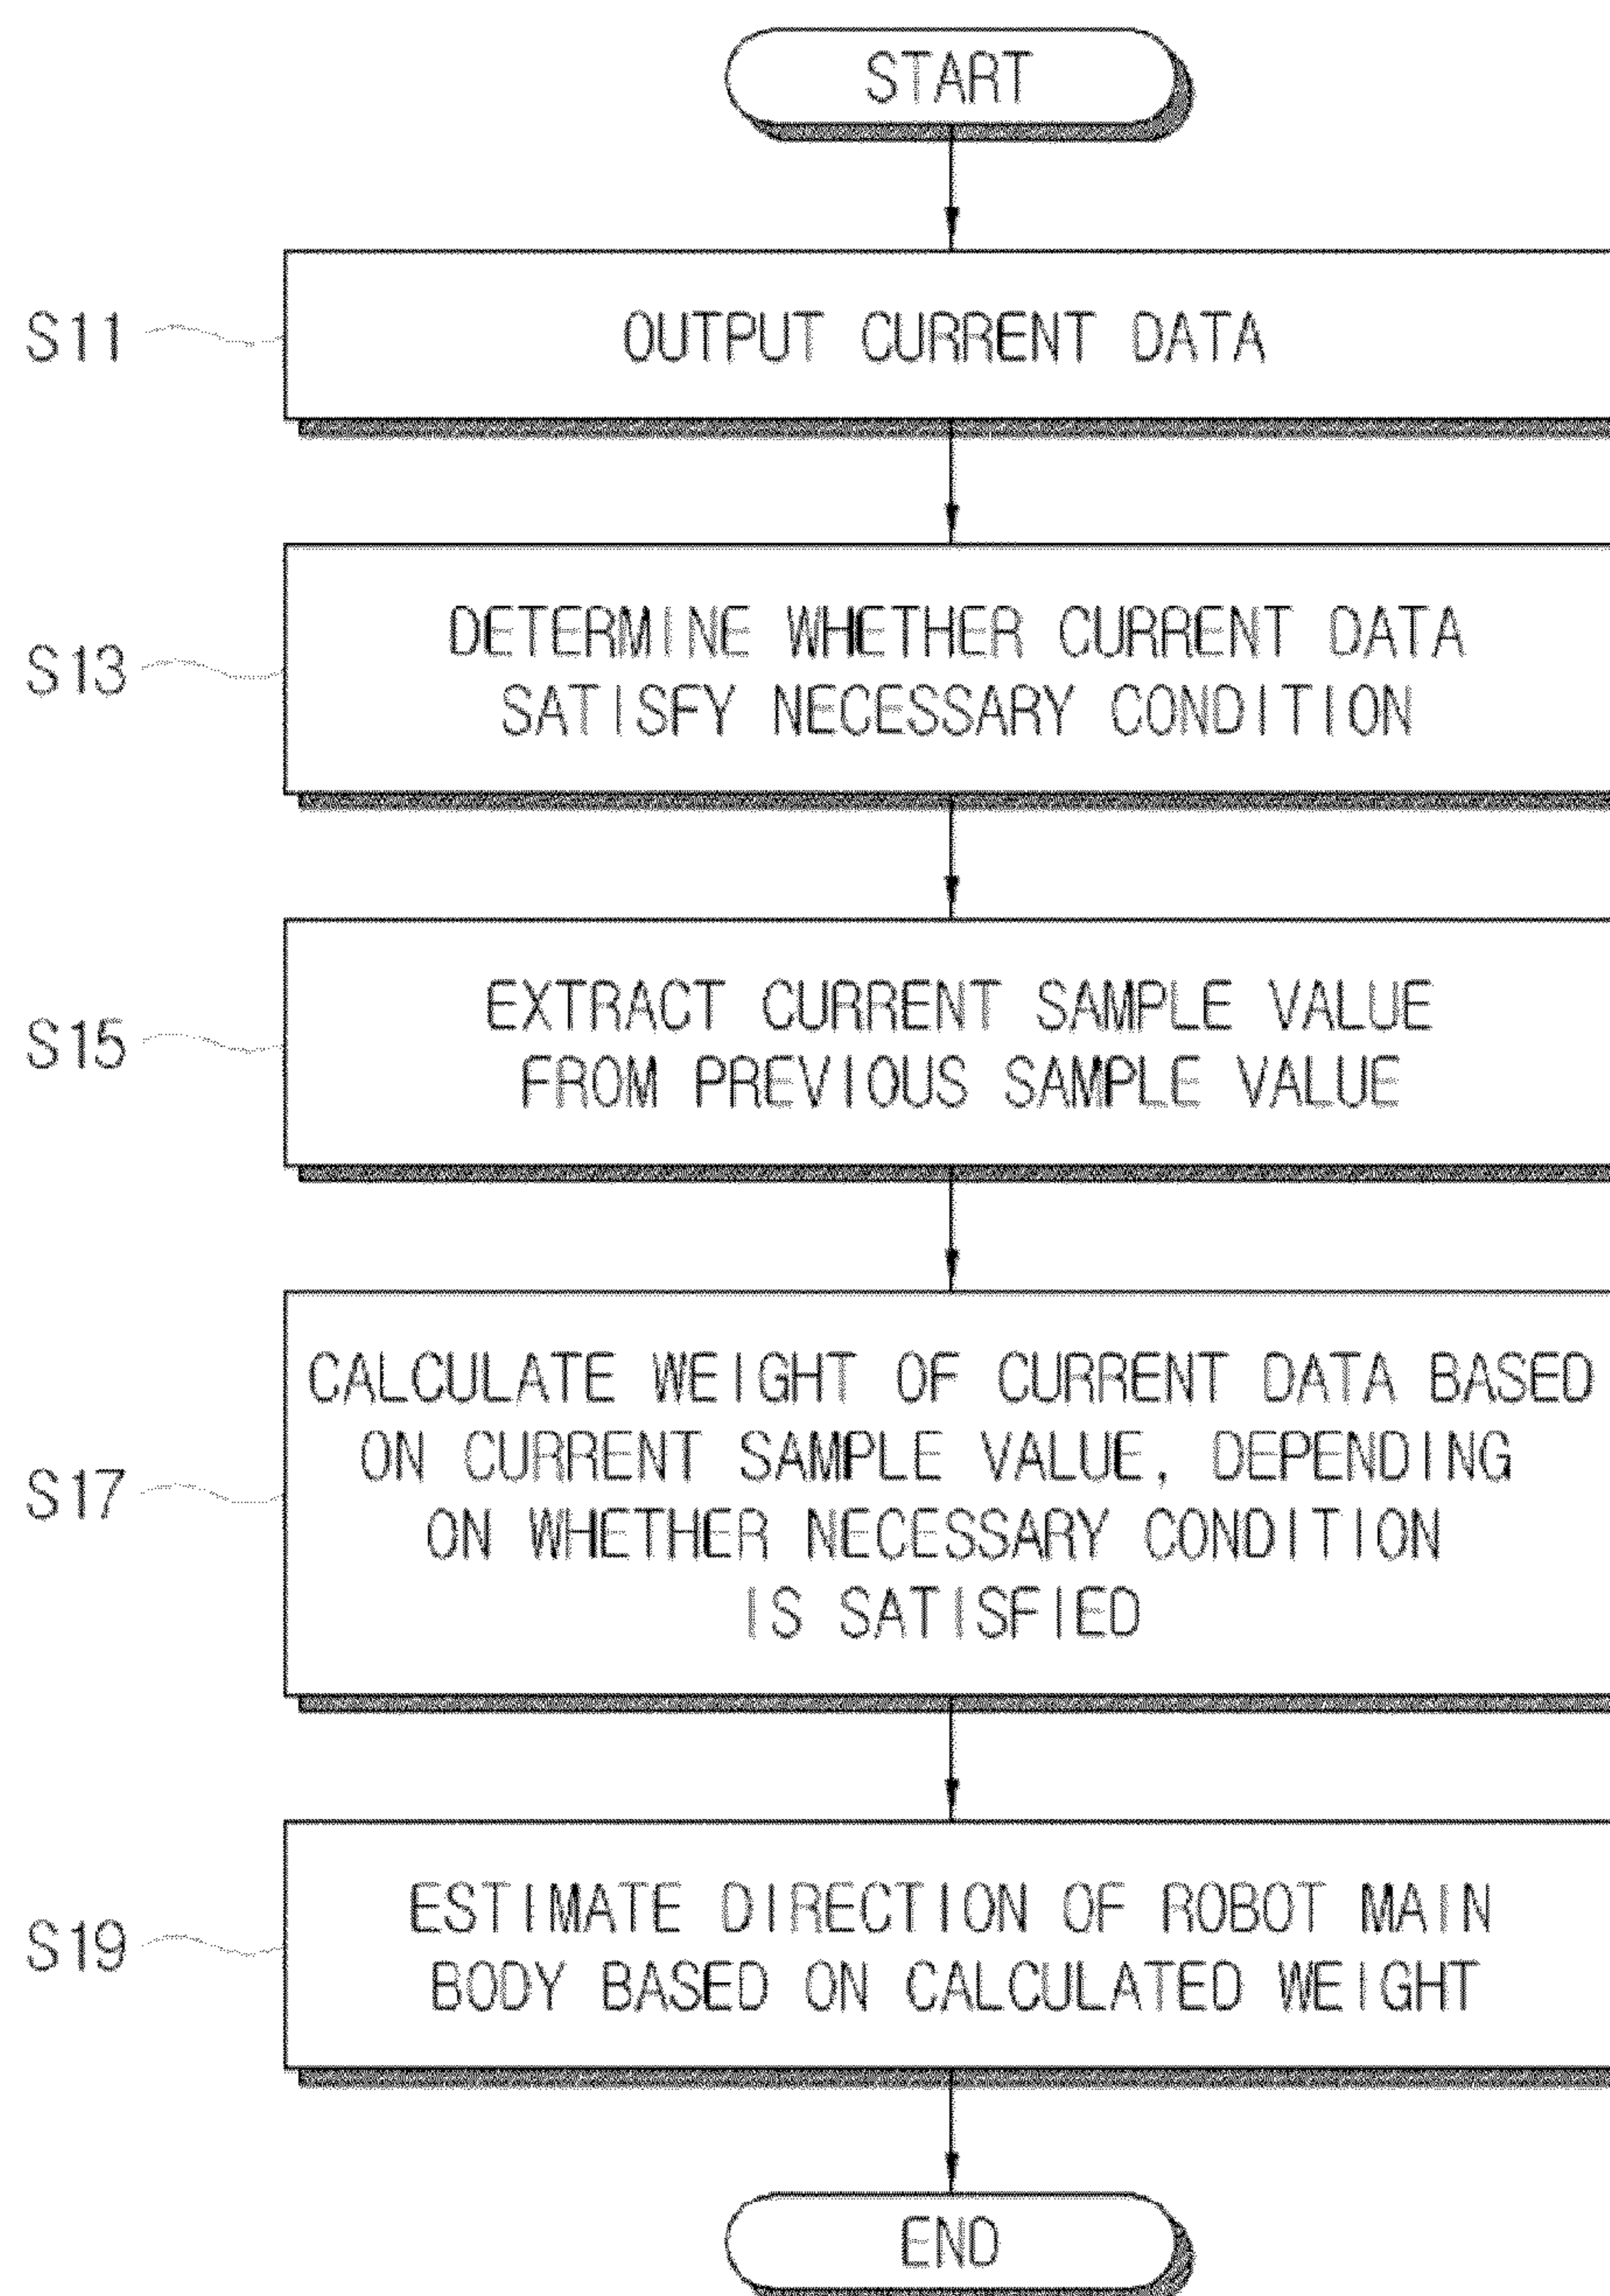 START
S11
OUTPUT CURRENT DATA
S13
DETERMINE WHETHER CURRENT DATA
SATISFY NECESSARY CONDITION
S15
EXTRACT CURRENT SAMPLE VALUE
FROM PREVIOUS SAMPLE VALUE
S17
CALCULATE WEIGHT OF CURRENT DATA BASED
ON CURRENT SAMPLE VALUE, DEPENDING
ON WHETHER NECESSARY CONDITION
IS SATISFIED
S19
ESTIMATE DIRECTION OF ROBOT MAIN
BODY BASED ON CALCULATED WEIGHT
END